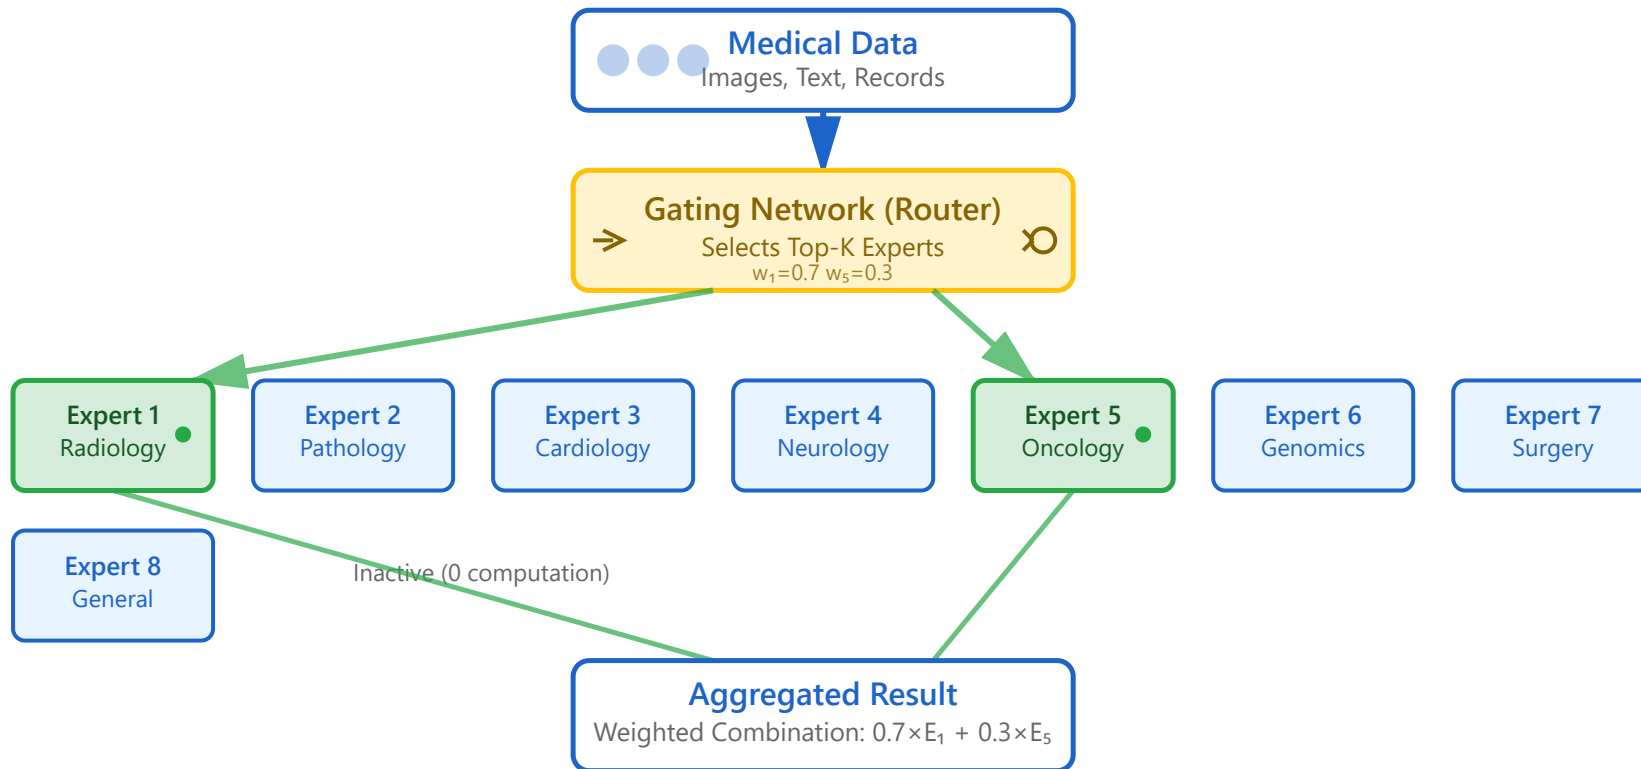 Medical Data
Images, Text, Records
Gating Network (Router)
Selects Top-K Experts
w₁=0.7 w₅=0.3
Expert 1
Radiology
Expert 2
Pathology
Expert 3
Cardiology
Expert 4
Neurology
Expert 5
Oncology
Expert 6
Genomics
Expert 7
Surgery
Expert 8
General
Inactive (0 computation)
Aggregated Result
Weighted Combination: 0.7×E₁ + 0.3×E₅